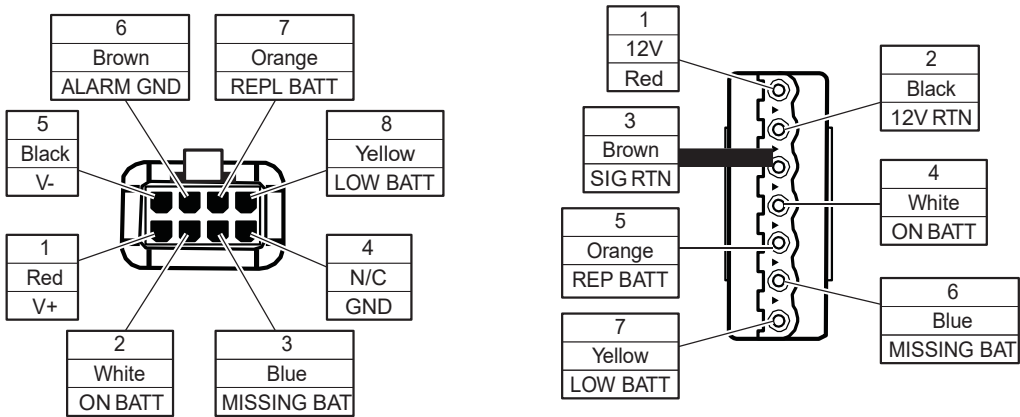 6
Brown
ALARM GND
7
Orange
REPL BATT
5
Black
V-
8
Yellow
LOW BATT
1
Red
V+
4
N/C
GND
2
White
ON BATT
3
Blue
MISSING BAT
1
12V
Red
2
Black
12V RTN
3
Brown
SIG RTN
4
White
ON BATT
5
Orange
REP BATT
6
Blue
MISSING BAT
7
Yellow
LOW BATT